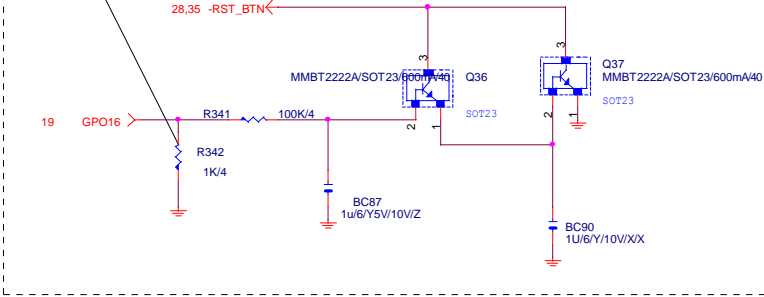 28,35 -RST_BTN
3
3
Q37
MMBT2222A/SOT23/600mA/40
Q36
MMBT2222A/SOT23/600mA/40
SOT23
SOT23
R341
100K/4
19 GPO16
2
1
2
1
R342
1K/4
BC87
1u/6/Y5V/10V/Z
BC90
1U/6/Y/10V/X/X